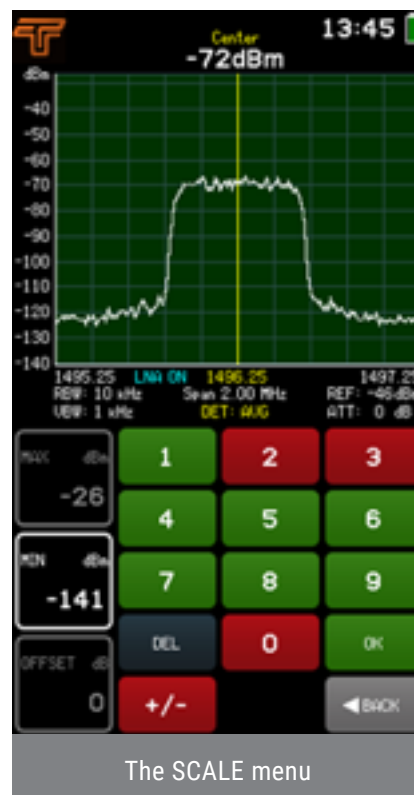 Center
13:45
-72dBm
dBm
-40
-50
-60
-70
-80
-90
-100
-110
-120
-130
-140
1495.25 LNA ON 1496.25 1497.25
RBW: 10 kHz Span 2.00 MHz REF: -46dBm
VBW: 1 kHz DET: AVG ATT: 0 dB
MAX dBm
-26
1 2 3
4 5 6
MIN dBm
-141
7 8 9
OFFSET dB
0
DEL 0 OK
+/- BACK
The SCALE menu